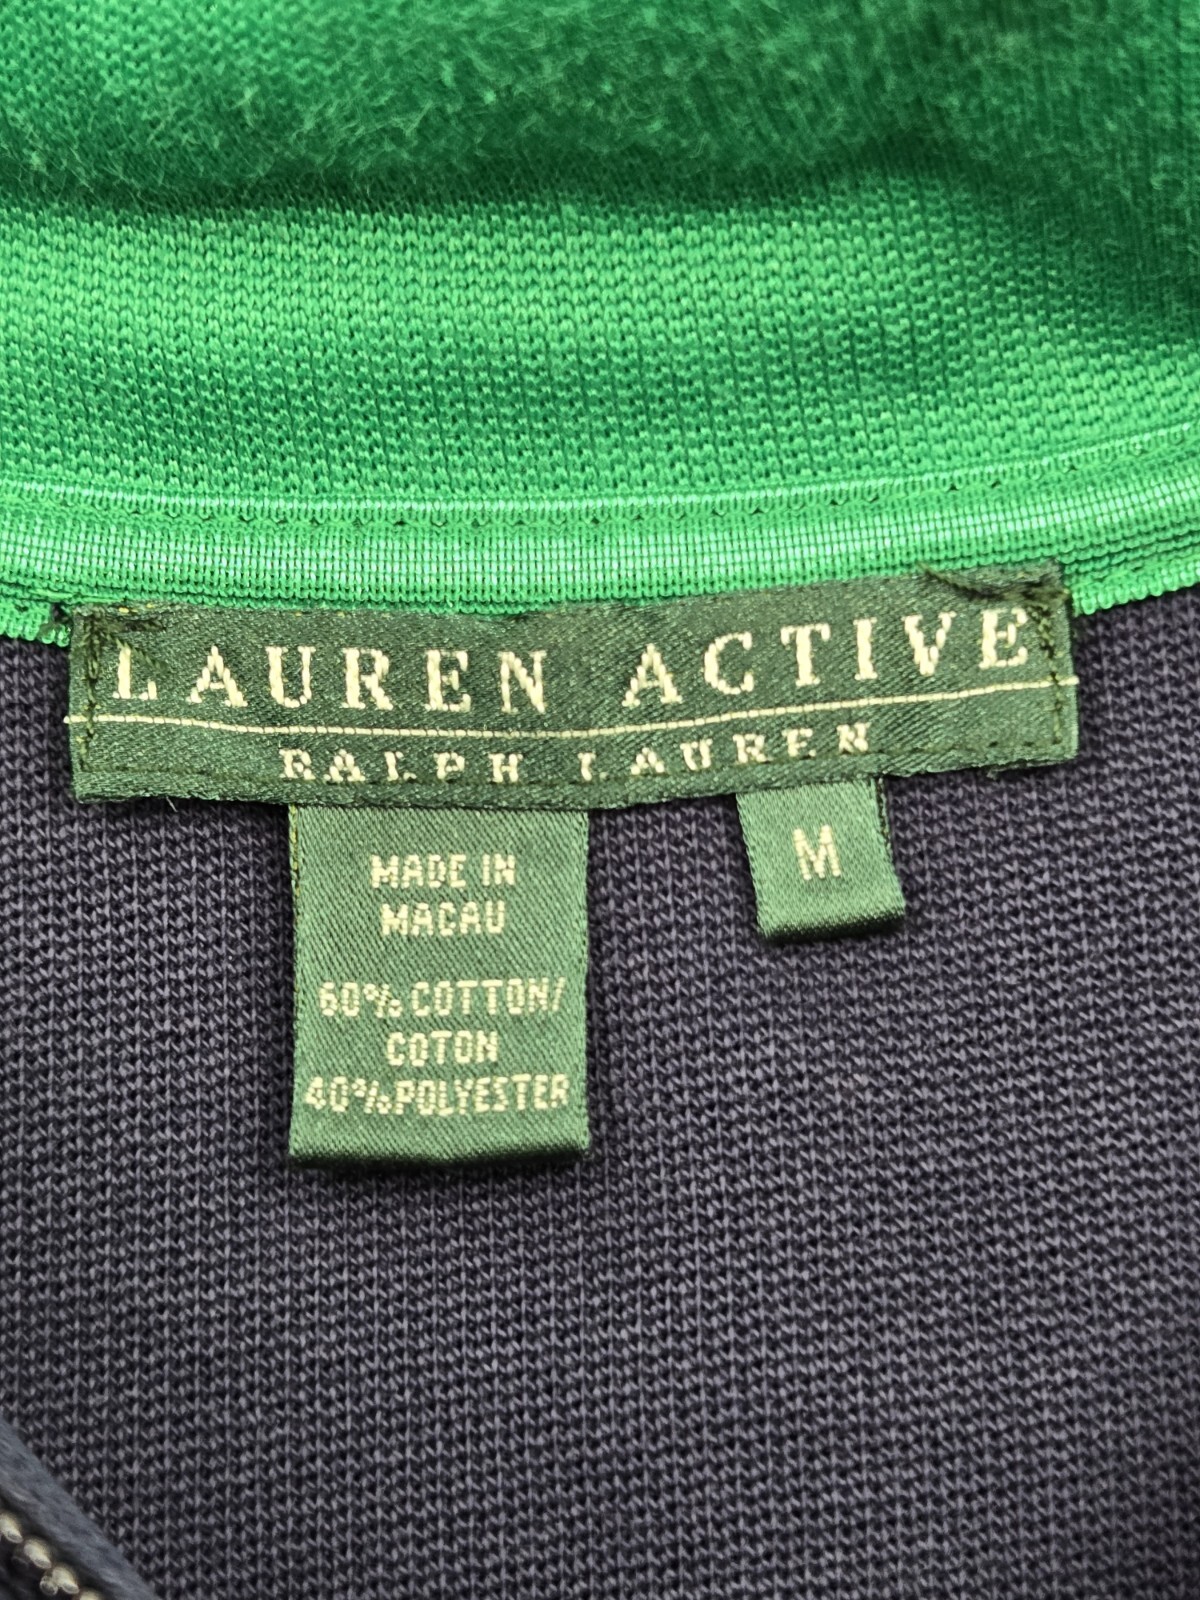 LAUREN ACTIVE
RALPH LAUREN
MADE IN
MACAU
60% COTTON/
COTON
40% POLYESTER
M